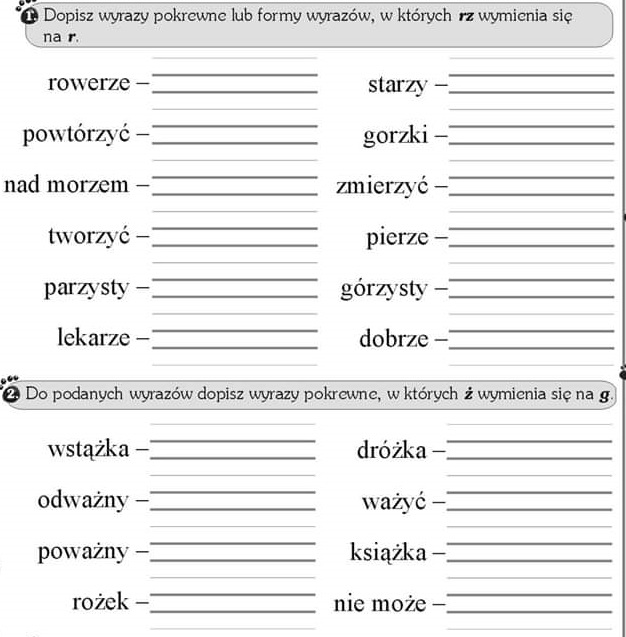 1. Dopisz wyrazy pokrewne lub formy wyrazów, w których rz wymienia się
na r.
rowerze – starzy –
powtórzyć – gorzki –
nad morzem – zmierzyć –
tworzyć – pierze –
parzysty – górzysty –
lekarze – dobrze –
2. Do podanych wyrazów dopisz wyrazy pokrewne, w których ż wymienia się na g.
wstążka – dróżka –
odważny – ważyć –
poważny – książka –
rożek – nie może –